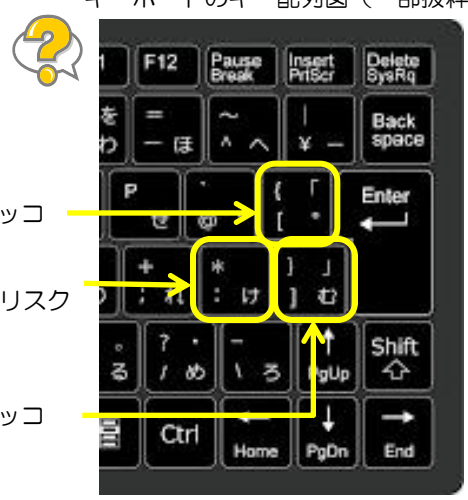 キーボードのキー配列図（一部抜粋
1 F12 Pause Break Insert PrtScr Delete SysRq
を わ = - ほ ~ ^ へ | ¥ ー Back space
P せ ` @ { 「 [ ゜ Enter
ッコ
+ ; れ * : け } 」 ] む
リスク
。 る ? ・ / め _ \ ろ ↑ PgUp Shift
ッコ
Ctrl ← Home ↓ PgDn → End